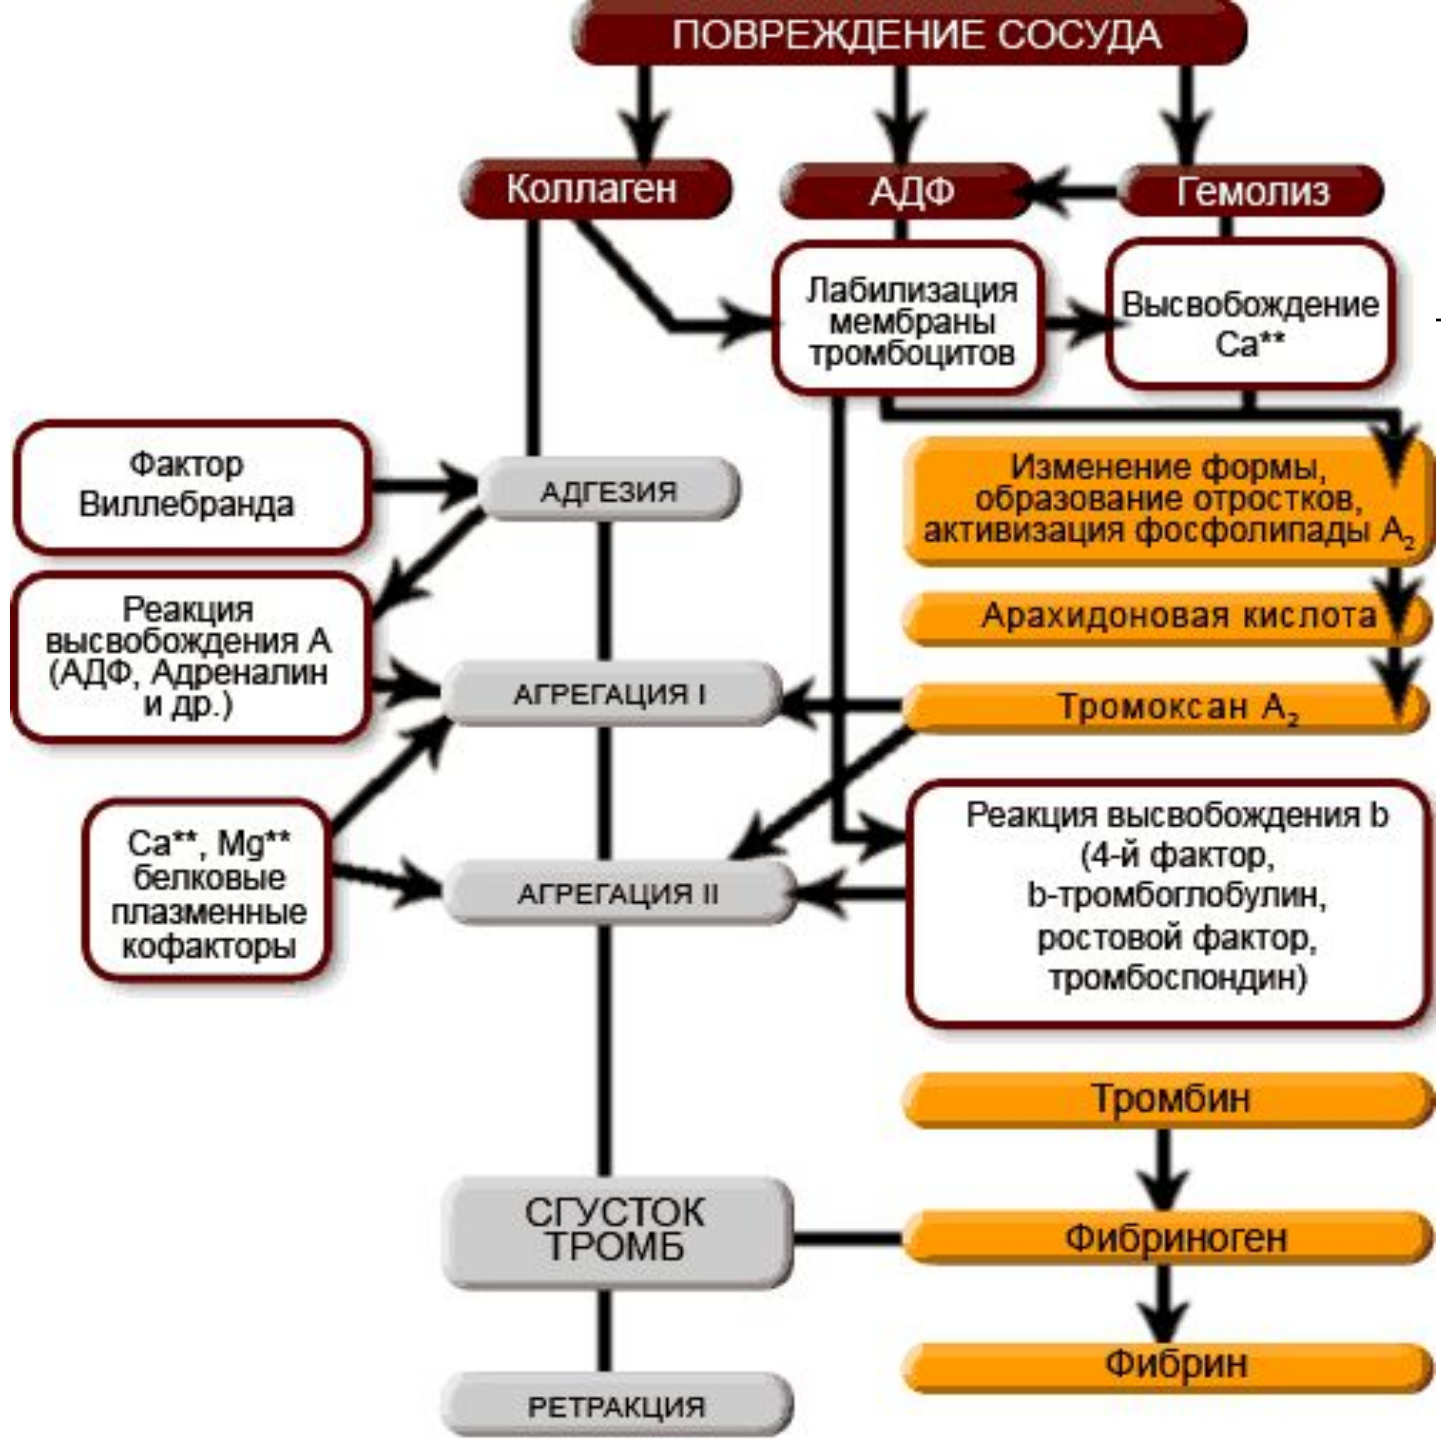 ПОВРЕЖДЕНИЕ СОСУДА
Коллаген
АДФ
Гемолиз
Лабилизация
мембраны
тромбоцитов
Высвобождение
Ca**
Фактор
Виллебранда
АДГЕЗИЯ
Изменение формы,
образование отростков,
активизация фосфолипады A₂
Реакция
высвобождения А
(АДФ, Адреналин
и др.)
Арахидоновая кислота
АГРЕГАЦИЯ I
Тромоксан A₂
Ca**, Mg**
белковые
плазменные
кофакторы
АГРЕГАЦИЯ II
Реакция высвобождения b
(4-й фактор,
b-тромбоглобулин,
ростовой фактор,
тромбоспондин)
Тромбин
СГУСТОК
ТРОМБ
Фибриноген
Фибрин
РЕТРАКЦИЯ